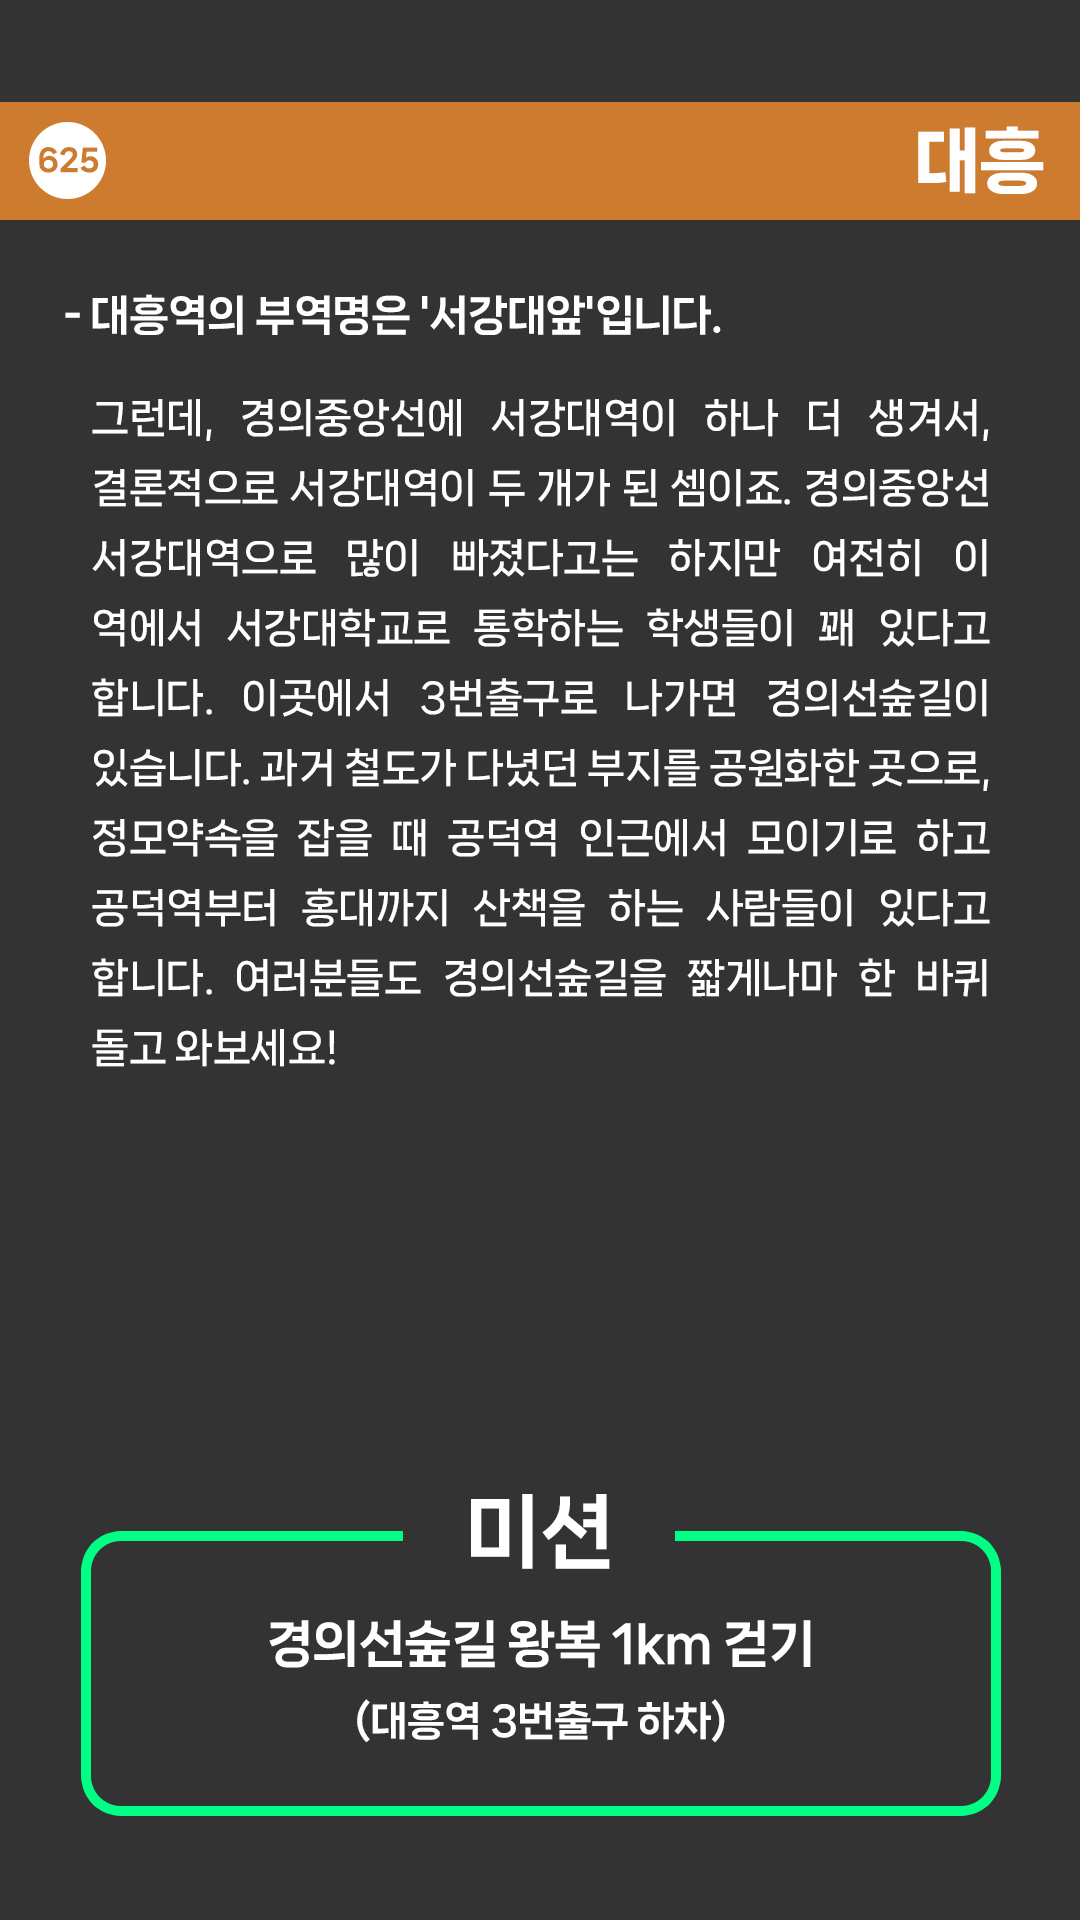 625
대흥
- 대흥역의 부역명은 '서강대앞'입니다.
그런데, 경의중앙선에 서강대역이 하나 더 생겨서,
결론적으로 서강대역이 두 개가 된 셈이죠. 경의중앙선
서강대역으로 많이 빠졌다고는 하지만 여전히 이
역에서 서강대학교로 통학하는 학생들이 꽤 있다고
합니다. 이곳에서 3번출구로 나가면 경의선숲길이
있습니다. 과거 철도가 다녔던 부지를 공원화한 곳으로,
정모약속을 잡을 때 공덕역 인근에서 모이기로 하고
공덕역부터 홍대까지 산책을 하는 사람들이 있다고
합니다. 여러분들도 경의선숲길을 짧게나마 한 바퀴
돌고 와보세요!
미션
경의선숲길 왕복 1km 걷기
(대흥역 3번출구 하차)